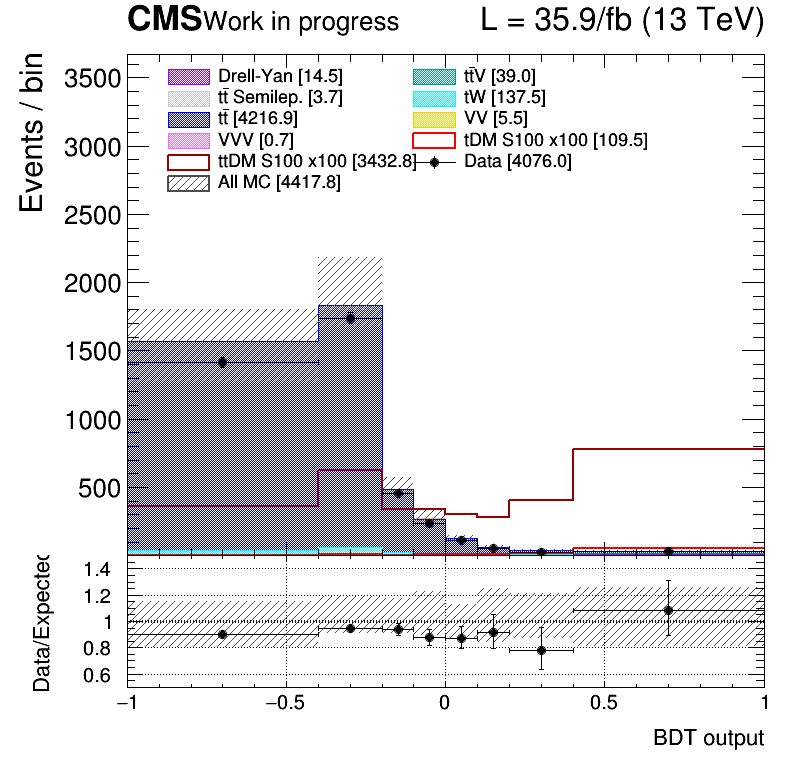 CMS Work in progress L = 35.9/fb (13 TeV)
Events / bin
3500
3000
2500
2000
1500
1000
500
Drell-Yan [14.5] tt̄V [39.0]
tt̄ Semilep. [3.7] tW [137.5]
tt̄ [4216.9] VV [5.5]
VVV [0.7] tDM S100 x100 [109.5]
ttDM S100 x100 [3432.8] Data [4076.0]
All MC [4417.8]
Data/Expected
1.4
1.2
1
0.8
0.6
−1 −0.5 0 0.5 1
BDT output